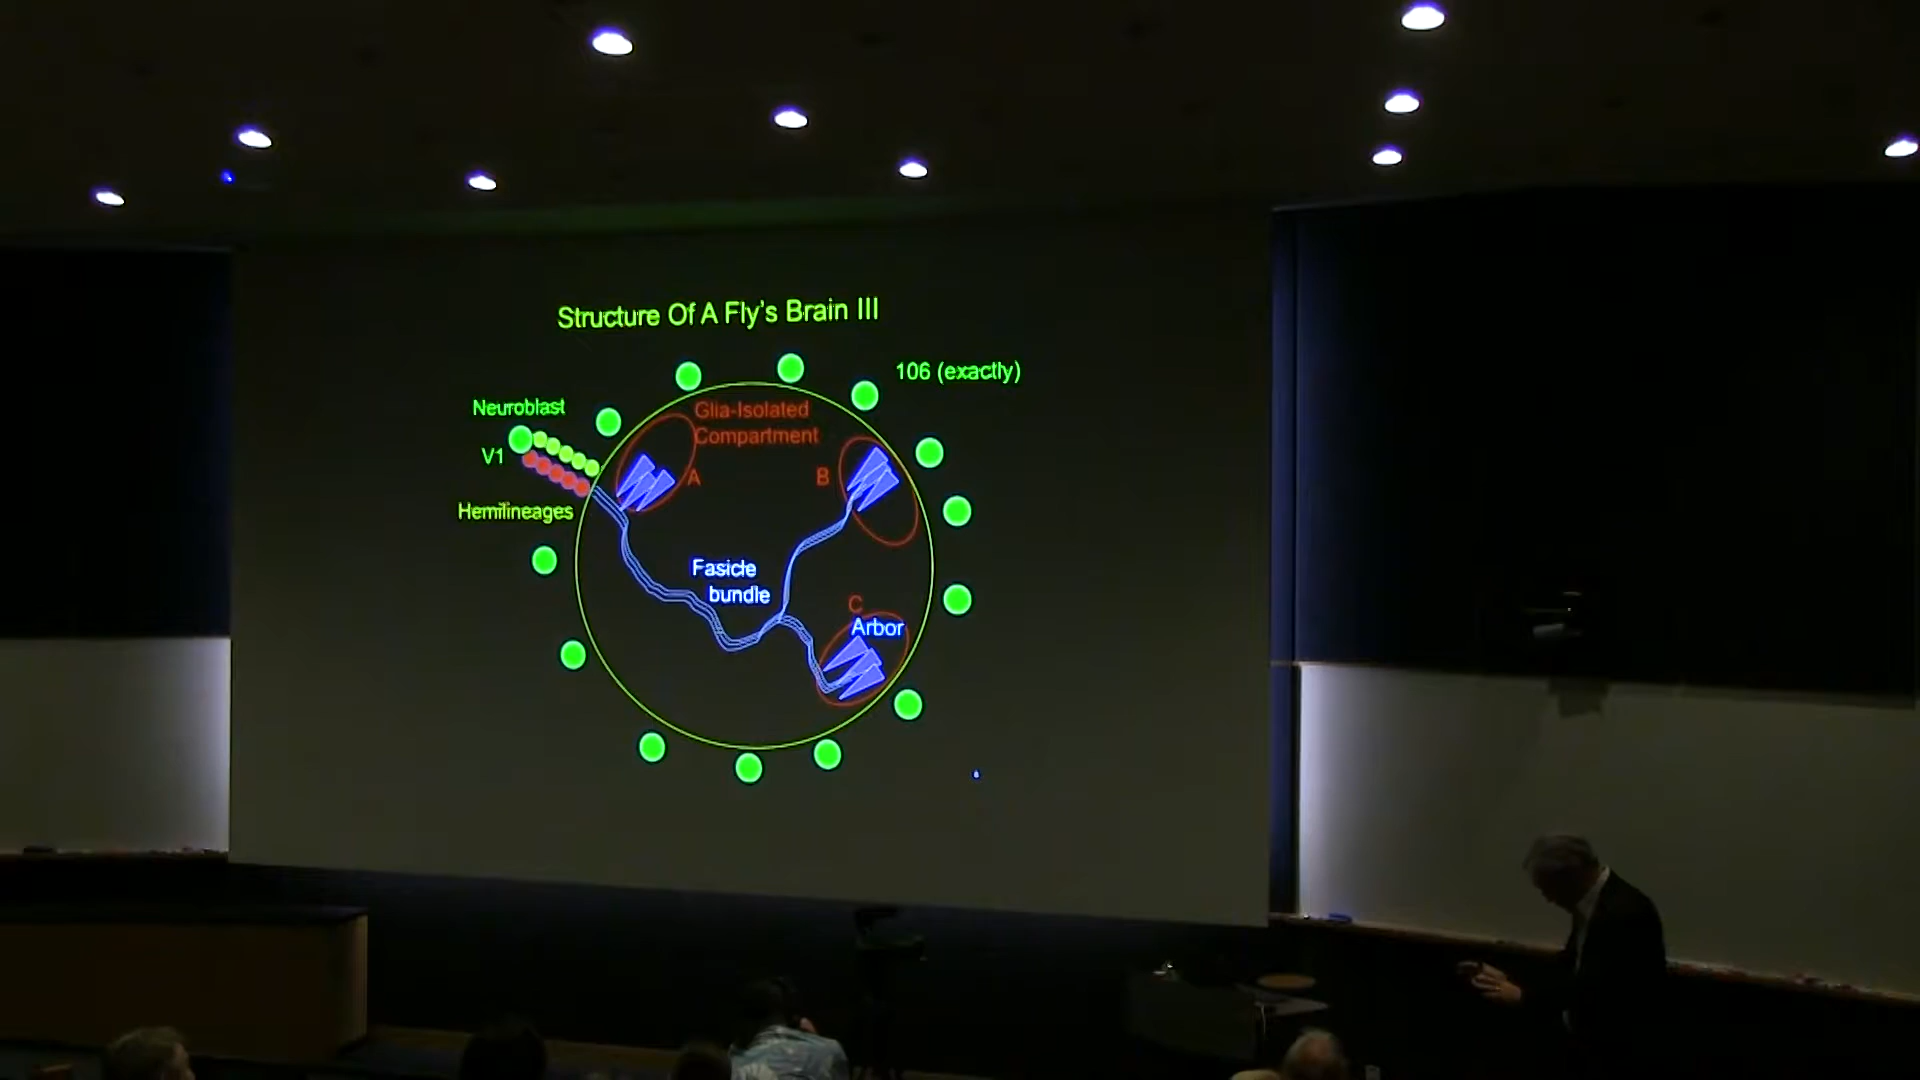 Structure Of A Fly's Brain III
106 (exactly)
Neuroblast
V1
Hemilineages
Glia-Isolated
Compartment
A
B
Fasicle
bundle
C
Arbor